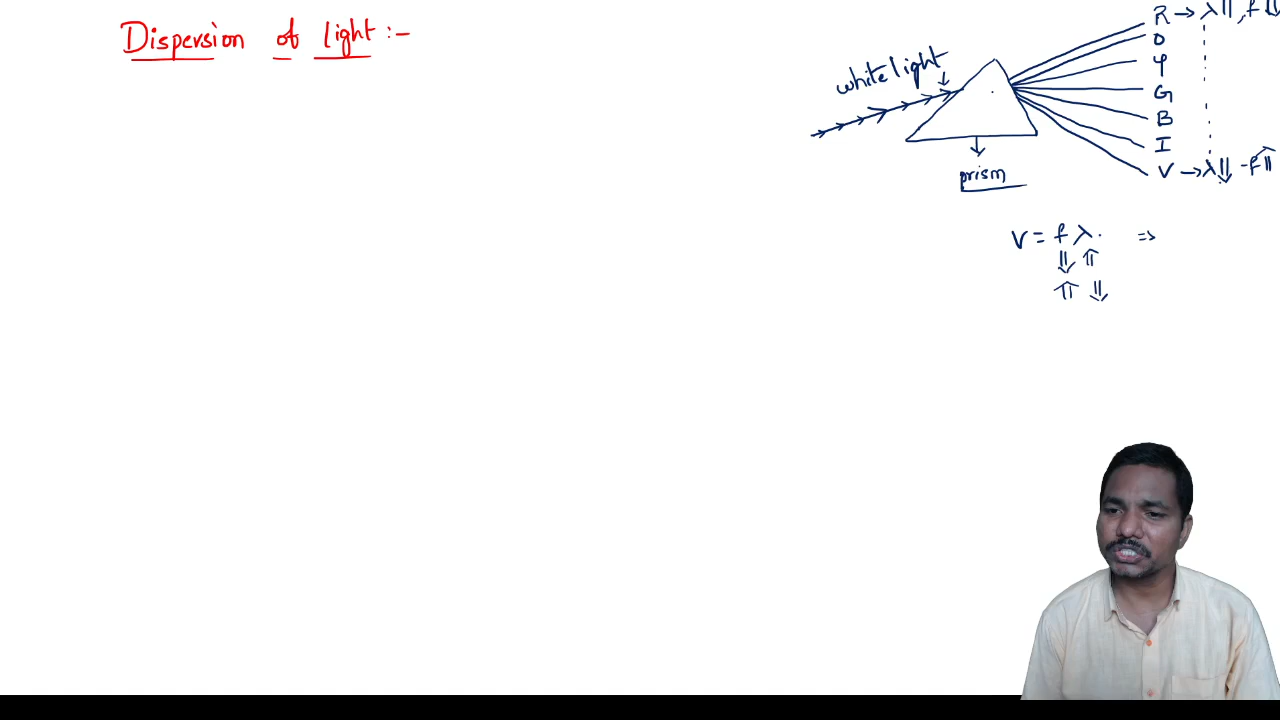 Dispersion of light :-
white light
prism
R → λ⇑, f⇓
O
Y
G
B
I
V → λ⇓ - f⇑
V = f λ. ⇒
⇓ ⇑
⇑ ⇓